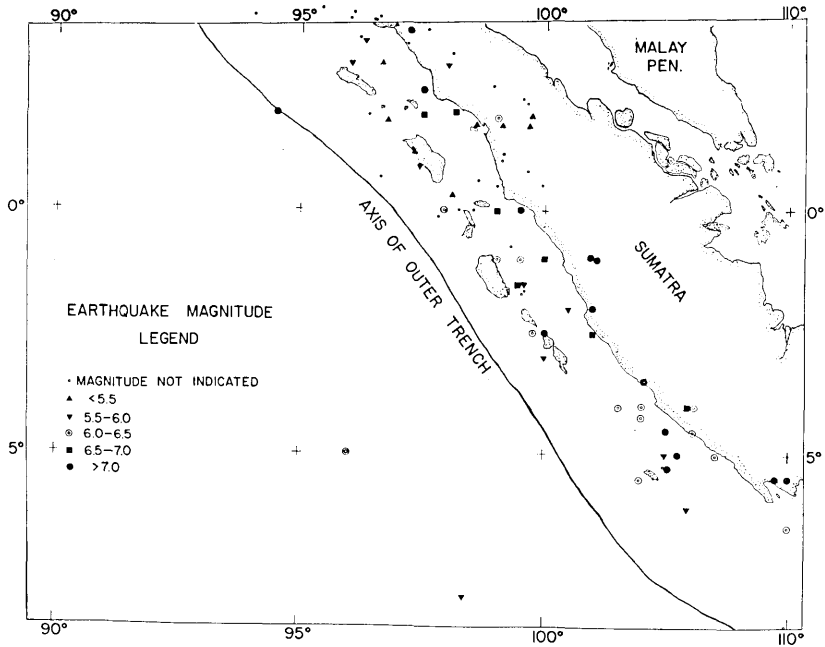 90°
95°
100°
110°
MALAY
PEN.
0°
0°
AXIS OF OUTER TRENCH
SUMATRA
EARTHQUAKE MAGNITUDE
LEGEND
MAGNITUDE NOT INDICATED
<5.5
5.5–6.0
6.0–6.5
6.5–7.0
>7.0
5°
5°
90°
95°
100°
110°